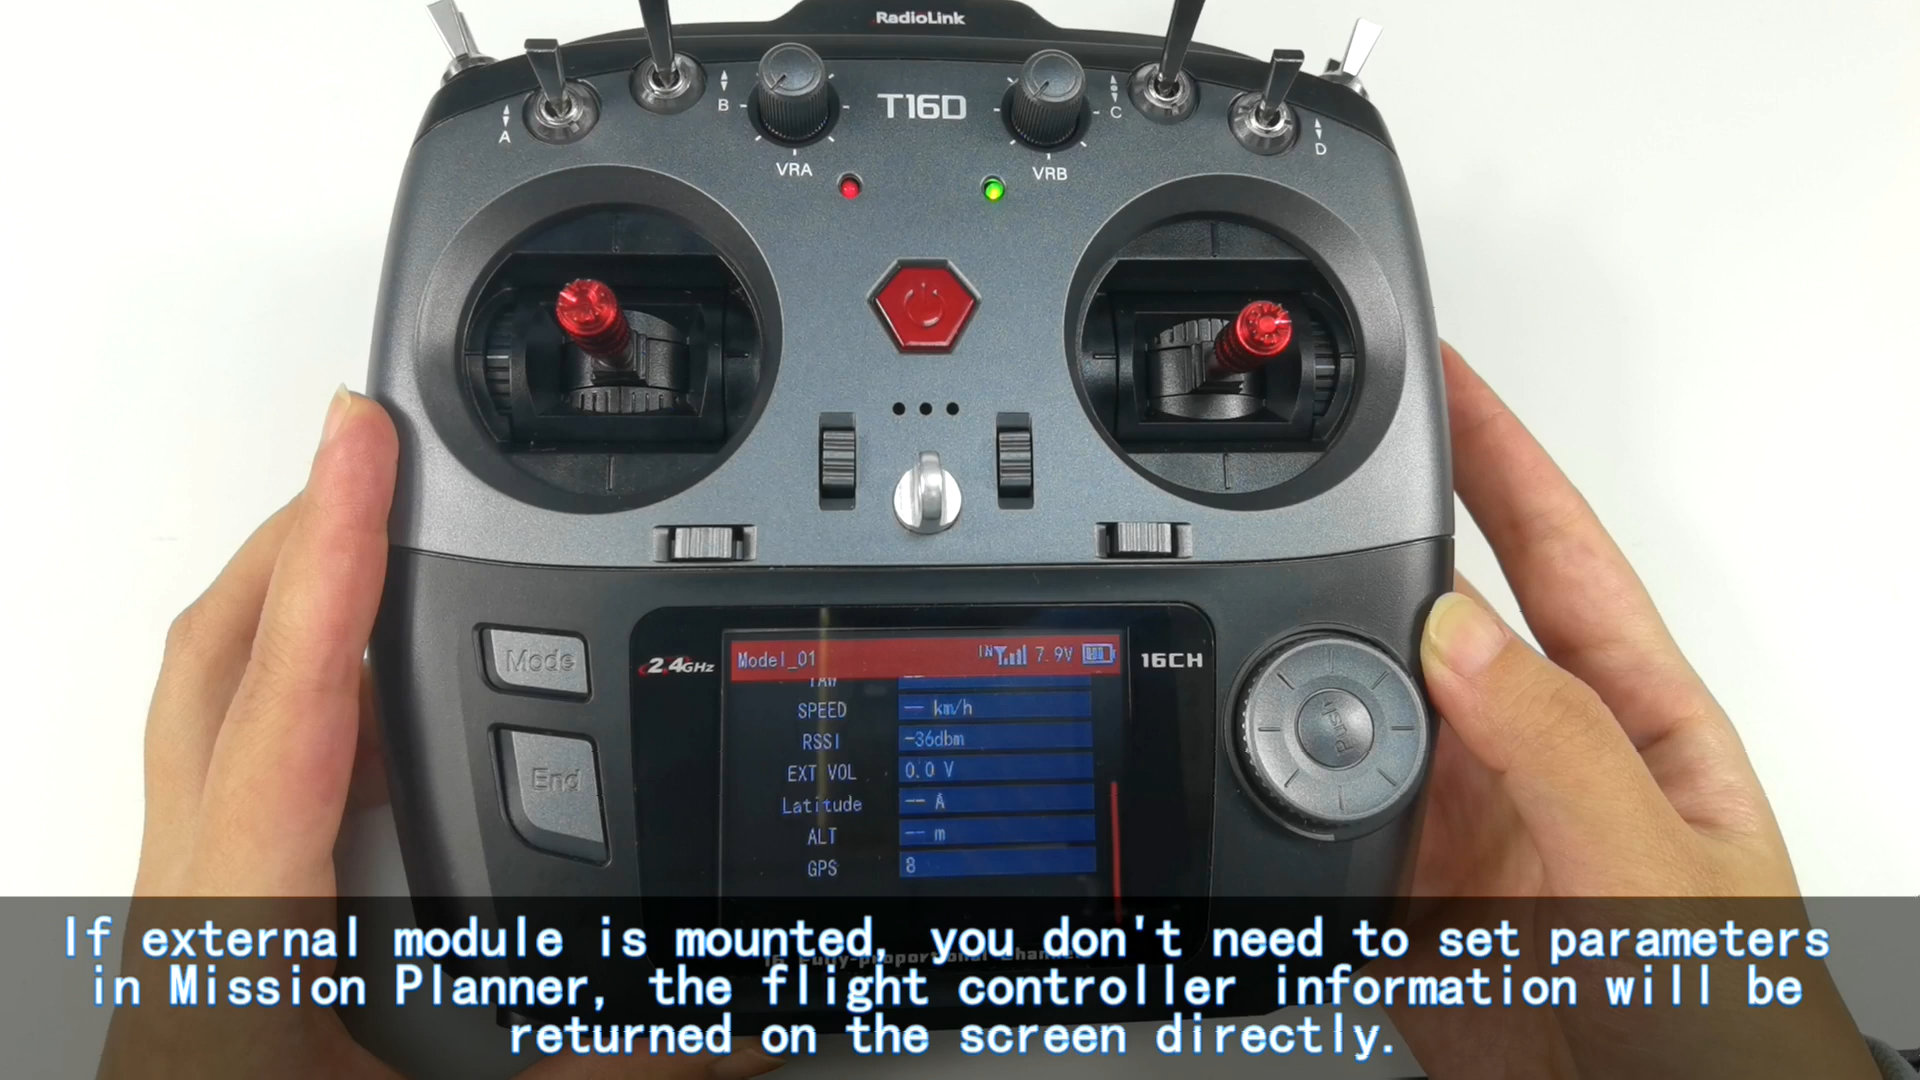 RadioLink
T16D
A
B
C
D
VRA
VRB
Mode
End
2.4GHz
16CH
Push
Model_01
7.9V
YAW
SPEED -- km/h
RSSI -36dbm
EXT VOL 0.0 V
Latitude -- A
ALT -- m
GPS 8
If external module is mounted, you don't need to set parameters
in Mission Planner, the flight controller information will be
returned on the screen directly.